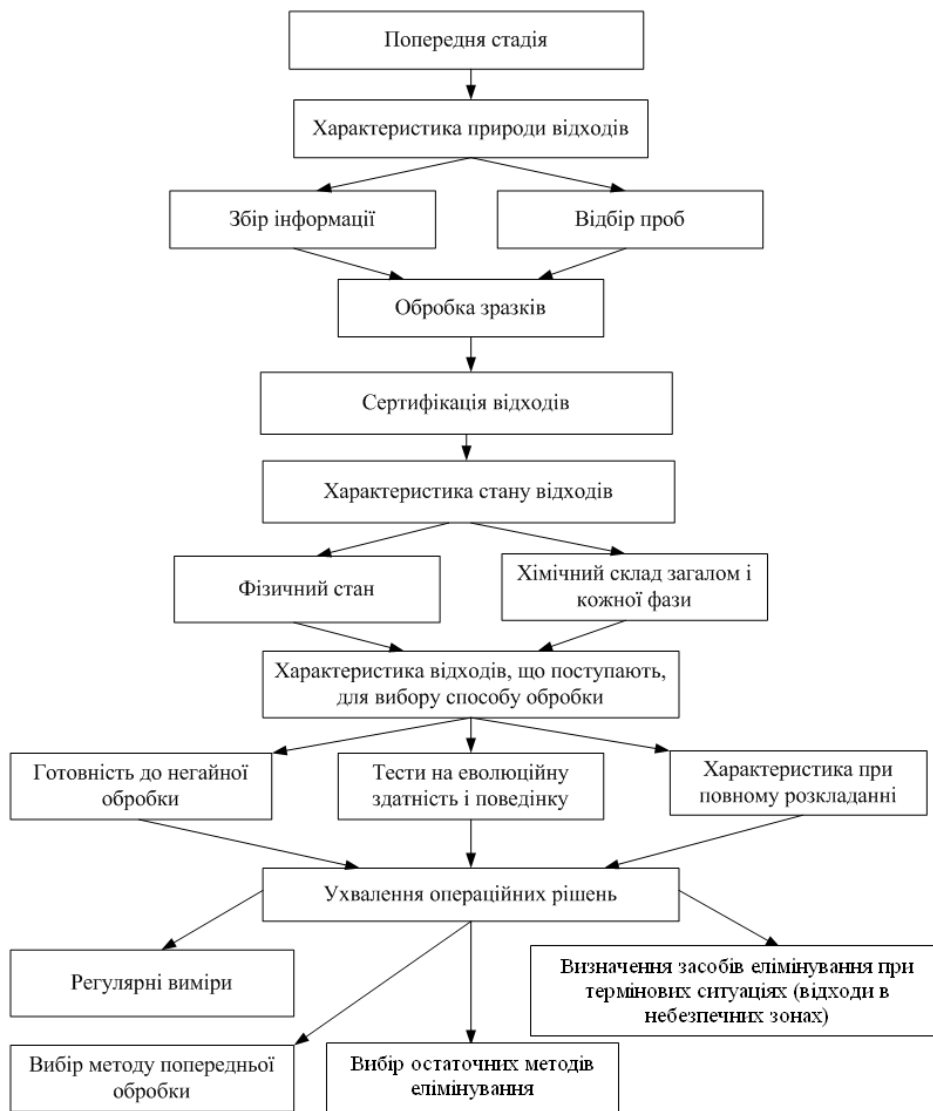 Попередня стадія
Характеристика природи відходів
Збір інформації
Відбір проб
Обробка зразків
Сертифікація відходів
Характеристика стану відходів
Фізичний стан
Хімічний склад загалом і
кожної фази
Характеристика відходів, що поступають,
для вибору способу обробки
Готовність до негайної
обробки
Тести на еволюційну
здатність і поведінку
Характеристика при
повному розкладанні
Ухвалення операційних рішень
Регулярні виміри
Визначення засобів елімінування при
термінових ситуаціях (відходи в
небезпечних зонах)
Вибір методу попередньої
обробки
Вибір остаточних методів
елімінування